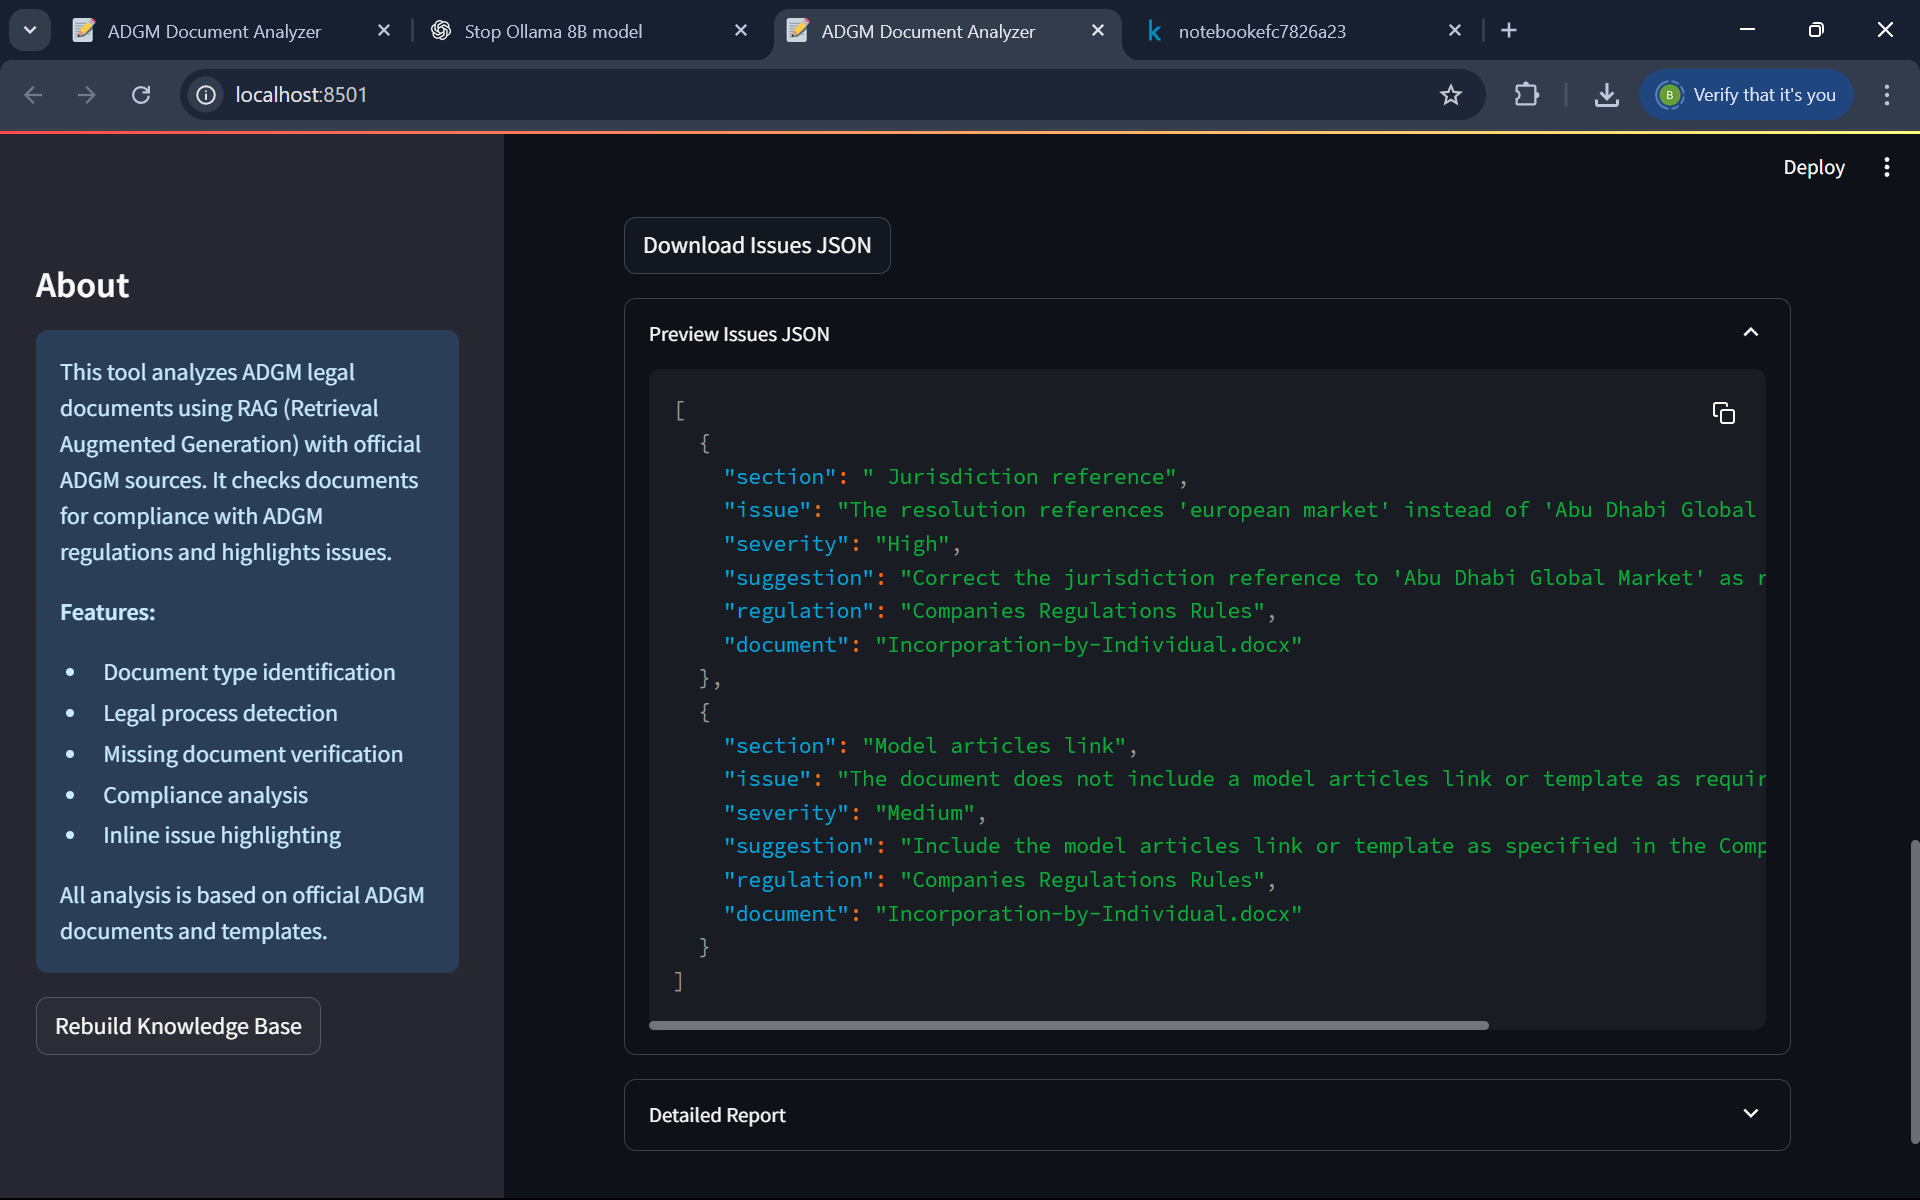 ADGM Document Analyzer
Stop Ollama 8B model
ADGM Document Analyzer
notebookefc7826a23
localhost:8501
B
Verify that it's you
Deploy
About
This tool analyzes ADGM legal
documents using RAG (Retrieval
Augmented Generation) with official
ADGM sources. It checks documents
for compliance with ADGM
regulations and highlights issues.
Features:
• Document type identification
• Legal process detection
• Missing document verification
• Compliance analysis
• Inline issue highlighting
All analysis is based on official ADGM
documents and templates.
Rebuild Knowledge Base
Download Issues JSON
Preview Issues JSON
[
{
"section": " Jurisdiction reference",
"issue": "The resolution references 'european market' instead of 'Abu Dhabi Global
"severity": "High",
"suggestion": "Correct the jurisdiction reference to 'Abu Dhabi Global Market' as r
"regulation": "Companies Regulations Rules",
"document": "Incorporation-by-Individual.docx"
},
{
"section": "Model articles link",
"issue": "The document does not include a model articles link or template as requir
"severity": "Medium",
"suggestion": "Include the model articles link or template as specified in the Comp
"regulation": "Companies Regulations Rules",
"document": "Incorporation-by-Individual.docx"
}
]
Detailed Report